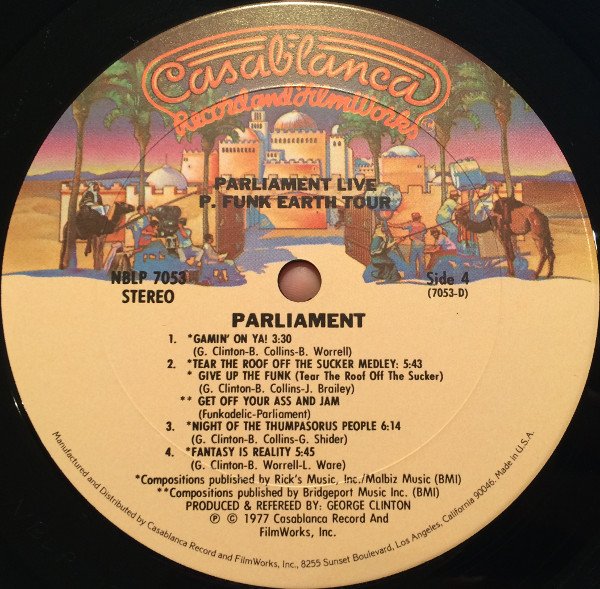 Casablanca
Record and FilmWorks
PARLIAMENT LIVE
P. FUNK EARTH TOUR
NBLP 7053
STEREO
Side 4
(7053-D)
PARLIAMENT
1. *GAMIN' ON YA! 3:30
(G. Clinton-B. Collins-B. Worrell)
2. *TEAR THE ROOF OFF THE SUCKER MEDLEY: 5:43
* GIVE UP THE FUNK (Tear The Roof Off The Sucker)
(G. Clinton-B. Collins-J. Brailey)
** GET OFF YOUR ASS AND JAM
(Funkadelic-Parliament)
3. *NIGHT OF THE THUMPASORUS PEOPLE 6:14
(G. Clinton-B. Collins-G. Shider)
4. *FANTASY IS REALITY 5:45
(G. Clinton-B. Worrell-L. Ware)
*Compositions published by Rick's Music, Inc./Malbiz Music (BMI)
**Compositions published by Bridgeport Music Inc. (BMI)
PRODUCED & REFEREED BY: GEORGE CLINTON
℗ © 1977 Casablanca Record And
FilmWorks, Inc.
Manufactured and Distributed by Casablanca Record and FilmWorks, Inc., 8255 Sunset Boulevard, Los Angeles, California 90046. Made in U.S.A.